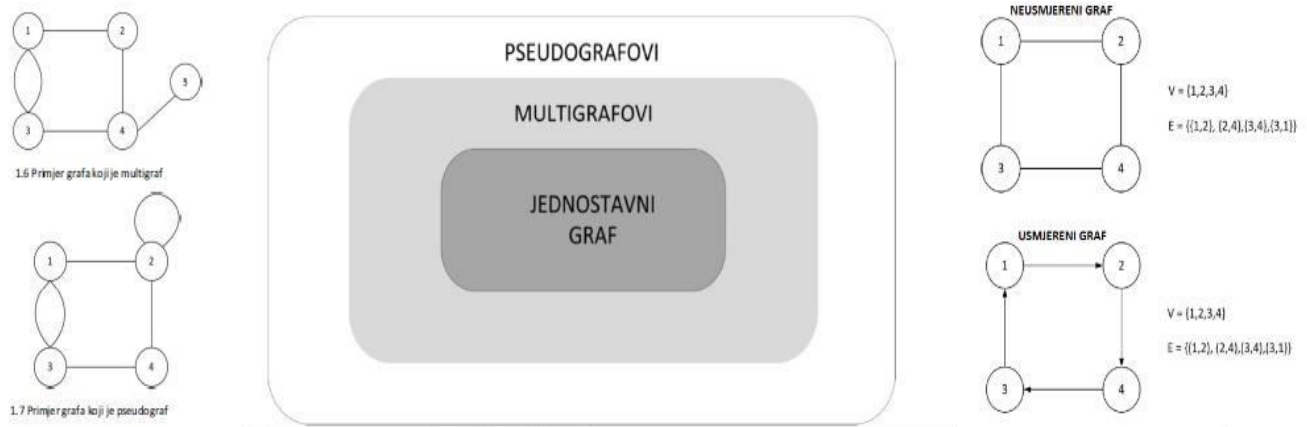 1
2
3
4
5
1.6 Primjer grafa koji je multigraf
1
2
3
4
1.7 Primjer grafa koji je pseudograf
PSEUDOGRAFOVI
MULTIGRAFOVI
JEDNOSTAVNI
GRAF
NEUSMJERENI GRAF
1
2
3
4
V = {1,2,3,4}
E = {{1,2}, {2,4},{3,4},{3,1}}
USMJERENI GRAF
1
2
3
4
V = {1,2,3,4}
E = {(1,2), (2,4),(3,4),(3,1)}